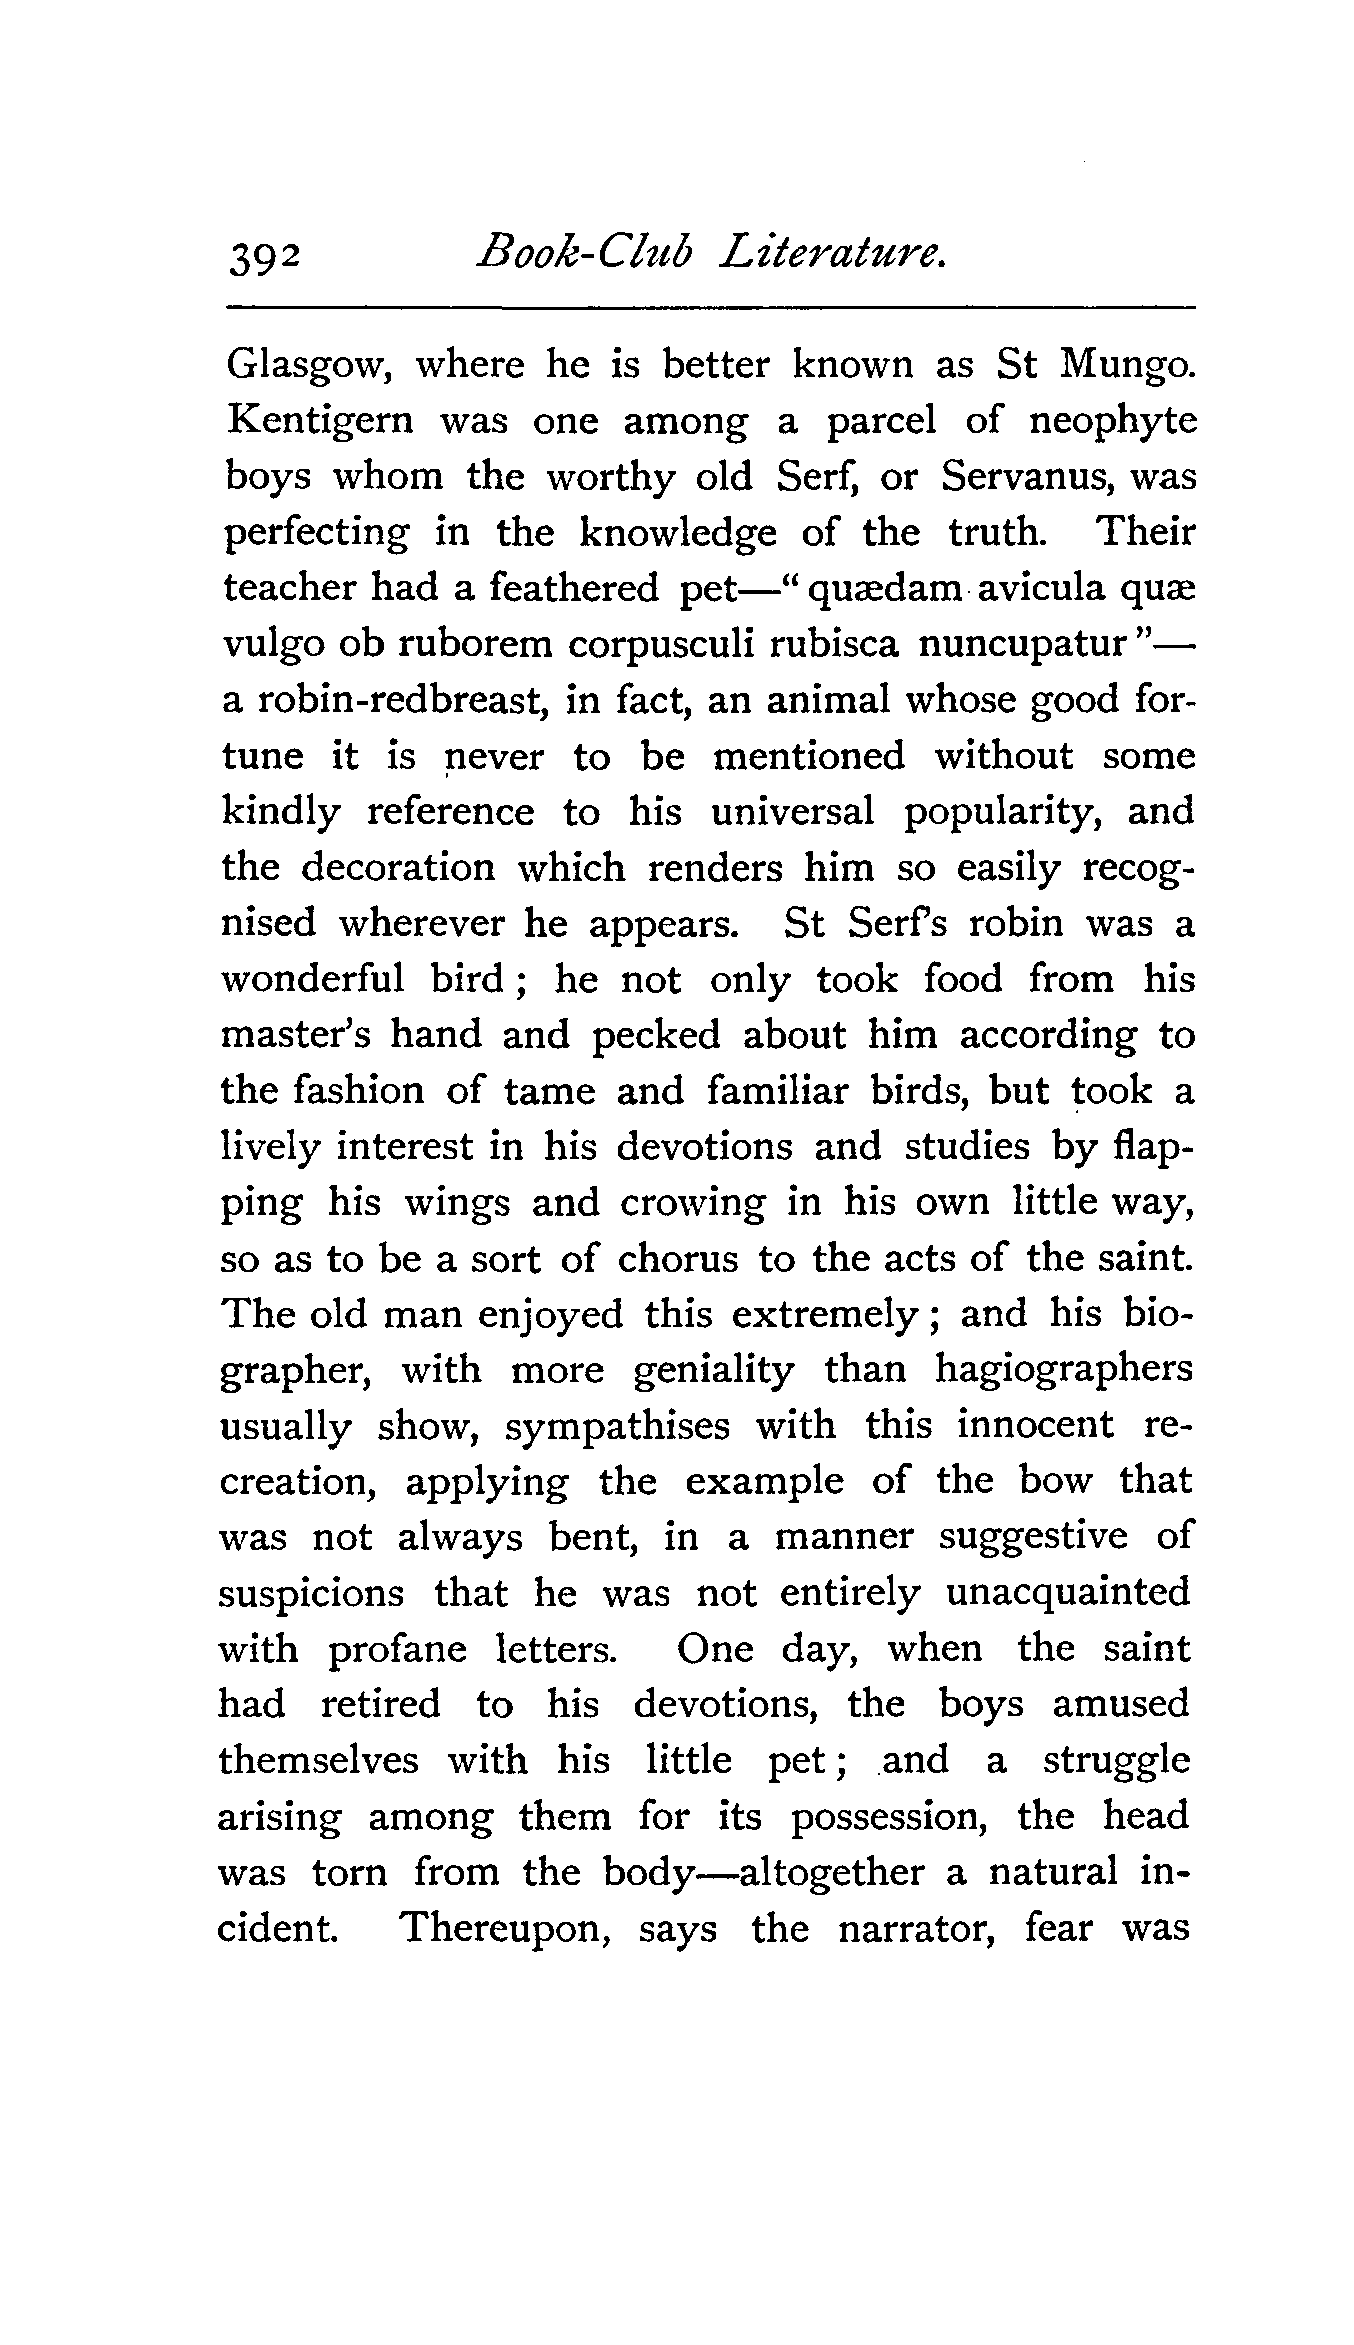 392 Book-Club Literature.
Glasgow, where he is better known as St Mungo.
Kentigern was one among a parcel of neophyte
boys whom the worthy old Serf, or Servanus, was
perfecting in the knowledge of the truth. Their
teacher had a feathered pet—“quædam avicula quæ
vulgo ob ruborem corpusculi rubisca nuncupatur”—
a robin-redbreast, in fact, an animal whose good for-
tune it is never to be mentioned without some
kindly reference to his universal popularity, and
the decoration which renders him so easily recog-
nised wherever he appears. St Serf’s robin was a
wonderful bird; he not only took food from his
master’s hand and pecked about him according to
the fashion of tame and familiar birds, but took a
lively interest in his devotions and studies by flap-
ping his wings and crowing in his own little way,
so as to be a sort of chorus to the acts of the saint.
The old man enjoyed this extremely; and his bio-
grapher, with more geniality than hagiographers
usually show, sympathises with this innocent re-
creation, applying the example of the bow that
was not always bent, in a manner suggestive of
suspicions that he was not entirely unacquainted
with profane letters. One day, when the saint
had retired to his devotions, the boys amused
themselves with his little pet; and a struggle
arising among them for its possession, the head
was torn from the body—altogether a natural in-
cident. Thereupon, says the narrator, fear was